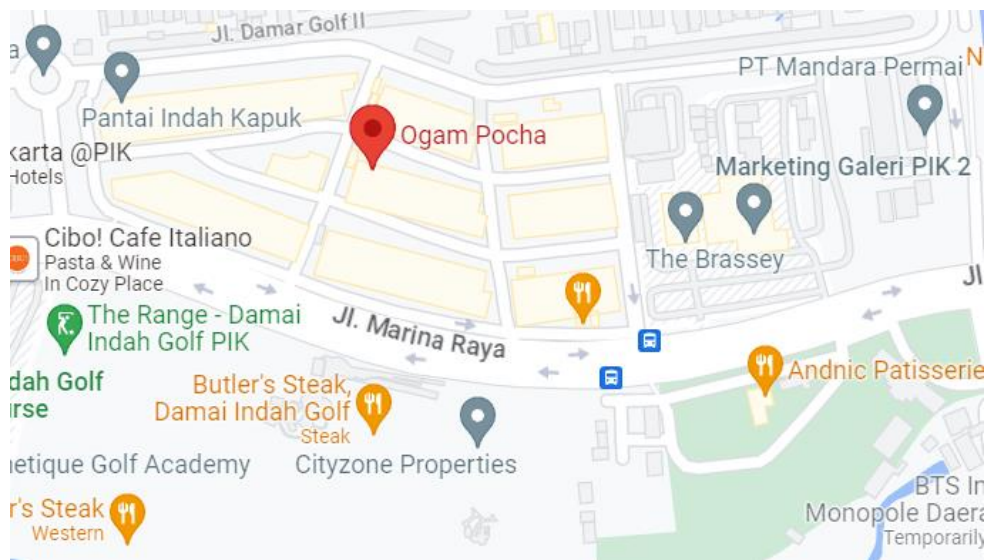 Jl. Damar Golf II
a
PT Mandara Permai
N
Pantai Indah Kapuk
Ogam Pocha
karta @PIK
Hotels
Marketing Galeri PIK 2
The Brassey
Cibo! Cafe Italiano
Pasta & Wine
In Cozy Place
Jl.
The Range - Damai
Indah Golf PIK
Jl. Marina Raya
dah Golf
urse
Butler's Steak,
Damai Indah Golf
Steak
Andnic Patisserie
netique Golf Academy
Cityzone Properties
r's Steak
Western
BTS In
Monopole Daera
Temporarily